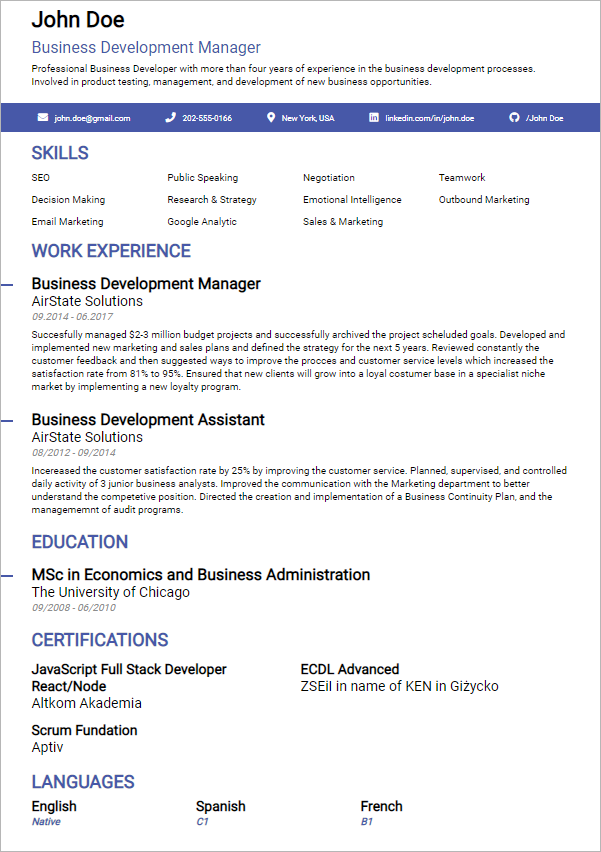 John Doe
Business Development Manager
Professional Business Developer with more than four years of experience in the business development processes.
Involved in product testing, management, and development of new business opportunities.
john.doe@gmail.com 202-555-0166 New York, USA linkedin.com/in/john.doe /John Doe
SKILLS
SEO Public Speaking Negotiation Teamwork
Decision Making Research & Strategy Emotional Intelligence Outbound Marketing
Email Marketing Google Analytic Sales & Marketing
WORK EXPERIENCE
Business Development Manager
AirState Solutions
09.2014 - 06.2017
Succesfully managed $2-3 million budget projects and successfully archived the project scheluded goals. Developed and
implemented new marketing and sales plans and defined the strategy for the next 5 years. Reviewed constantly the
customer feedback and then suggested ways to improve the procces and customer service levels which increased the
satisfaction rate from 81% to 95%. Ensured that new clients will grow into a loyal costumer base in a specialist niche
market by implementing a new loyalty program.
Business Development Assistant
AirState Solutions
08/2012 - 09/2014
Incereased the customer satisfaction rate by 25% by improving the customer service. Planned, supervised, and controlled
daily activity of 3 junior business analysts. Improved the communication with the Marketing department to better
understand the competetive position. Directed the creation and implementation of a Business Continuity Plan, and the
managememnt of audit programs.
EDUCATION
MSc in Economics and Business Administration
The University of Chicago
09/2008 - 06/2010
CERTIFICATIONS
JavaScript Full Stack Developer
React/Node
Altkom Akademia
ECDL Advanced
ZSEiI in name of KEN in Giżycko
Scrum Fundation
Aptiv
LANGUAGES
English Spanish French
Native C1 B1